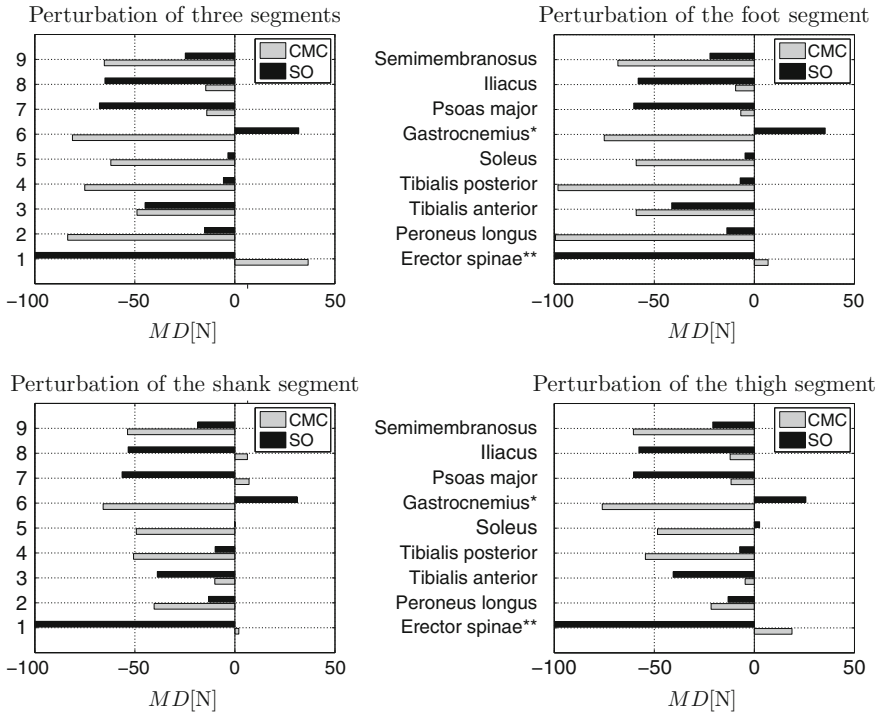 Perturbation of three segments
9
8
7
6
5
4
3
2
1
CMC
SO
−100 −50 0 50
MD[N]
Perturbation of the foot segment
Semimembranosus
Iliacus
Psoas major
Gastrocnemius*
Soleus
Tibialis posterior
Tibialis anterior
Peroneus longus
Erector spinae**
CMC
SO
−100 −50 0 50
MD[N]
Perturbation of the shank segment
9
8
7
6
5
4
3
2
1
CMC
SO
−100 −50 0 50
MD[N]
Perturbation of the thigh segment
Semimembranosus
Iliacus
Psoas major
Gastrocnemius*
Soleus
Tibialis posterior
Tibialis anterior
Peroneus longus
Erector spinae**
CMC
SO
−100 −50 0 50
MD[N]